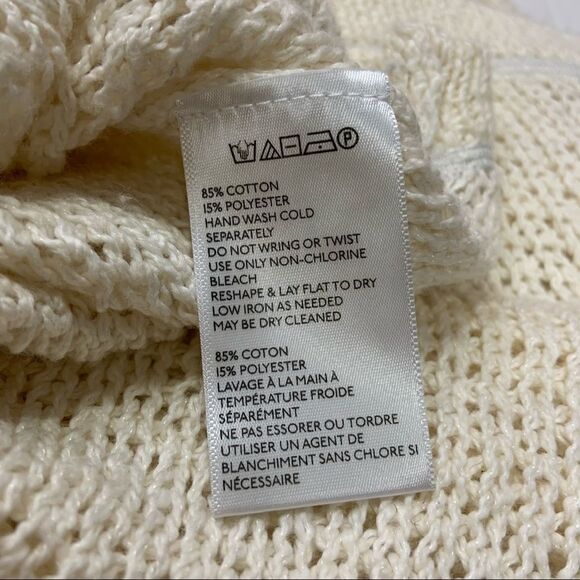 P
85% COTTON
15% POLYESTER
HAND WASH COLD
SEPARATELY
DO NOT WRING OR TWIST
USE ONLY NON-CHLORINE
BLEACH
RESHAPE & LAY FLAT TO DRY
LOW IRON AS NEEDED
MAY BE DRY CLEANED
85% COTON
15% POLYESTER
LAVAGE À LA MAIN À
TEMPÉRATURE FROIDE
SÉPARÉMENT
NE PAS ESSORER OU TORDRE
UTILISER UN AGENT DE
BLANCHIMENT SANS CHLORE SI
NÉCESSAIRE